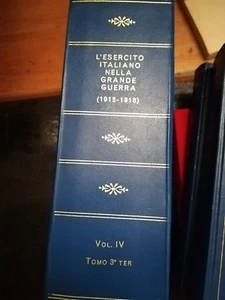 L'ESERCITO
ITALIANO
NELLA
GRANDE
GUERRA
(1915-1918)
VOL. IV
TOMO 3° TER